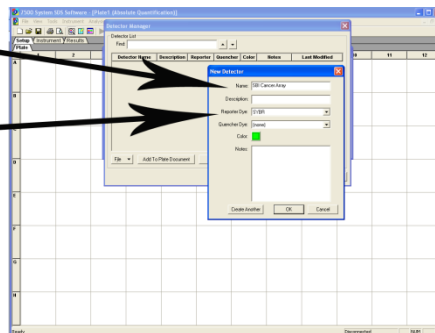 7500 System SDS Software - [Plate1 (Absolute Quantification)]
File View Tools Instrument
Setup Instrument Results
Plate
1 2 10 11 12
A
B
C
D
E
F
G
H
Detector Manager
Detector List
Find:
Detector Name Description Reporter Quencher Color Notes Last Modified
File Add To Plate Document
New Detector
Name: SBI Cancer Array
Description:
Reporter Dye: SYBR
Quencher Dye: (none)
Color:
Notes:
Create Another OK Cancel
Ready Disconnected NUM